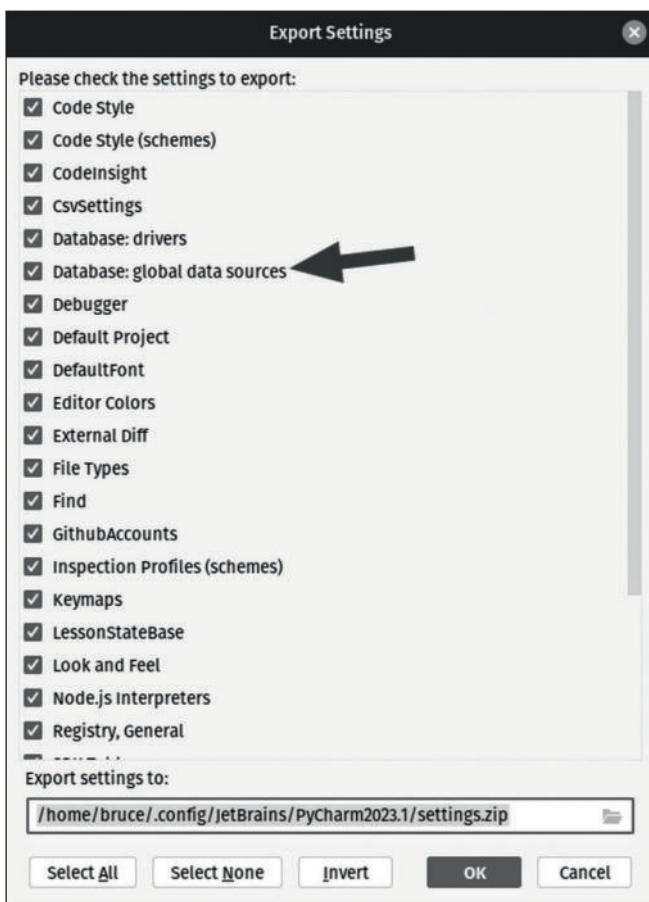 Export Settings
Please check the settings to export:
Code Style
Code Style (schemes)
CodeInsight
CsvSettings
Database: drivers
Database: global data sources
Debugger
Default Project
DefaultFont
Editor Colors
External Diff
File Types
Find
GithubAccounts
Inspection Profiles (schemes)
Keymaps
LessonStateBase
Look and Feel
Node.js Interpreters
Registry, General
Export settings to:
/home/bruce/.config/JetBrains/PyCharm2023.1/settings.zip
Select All Select None Invert OK Cancel